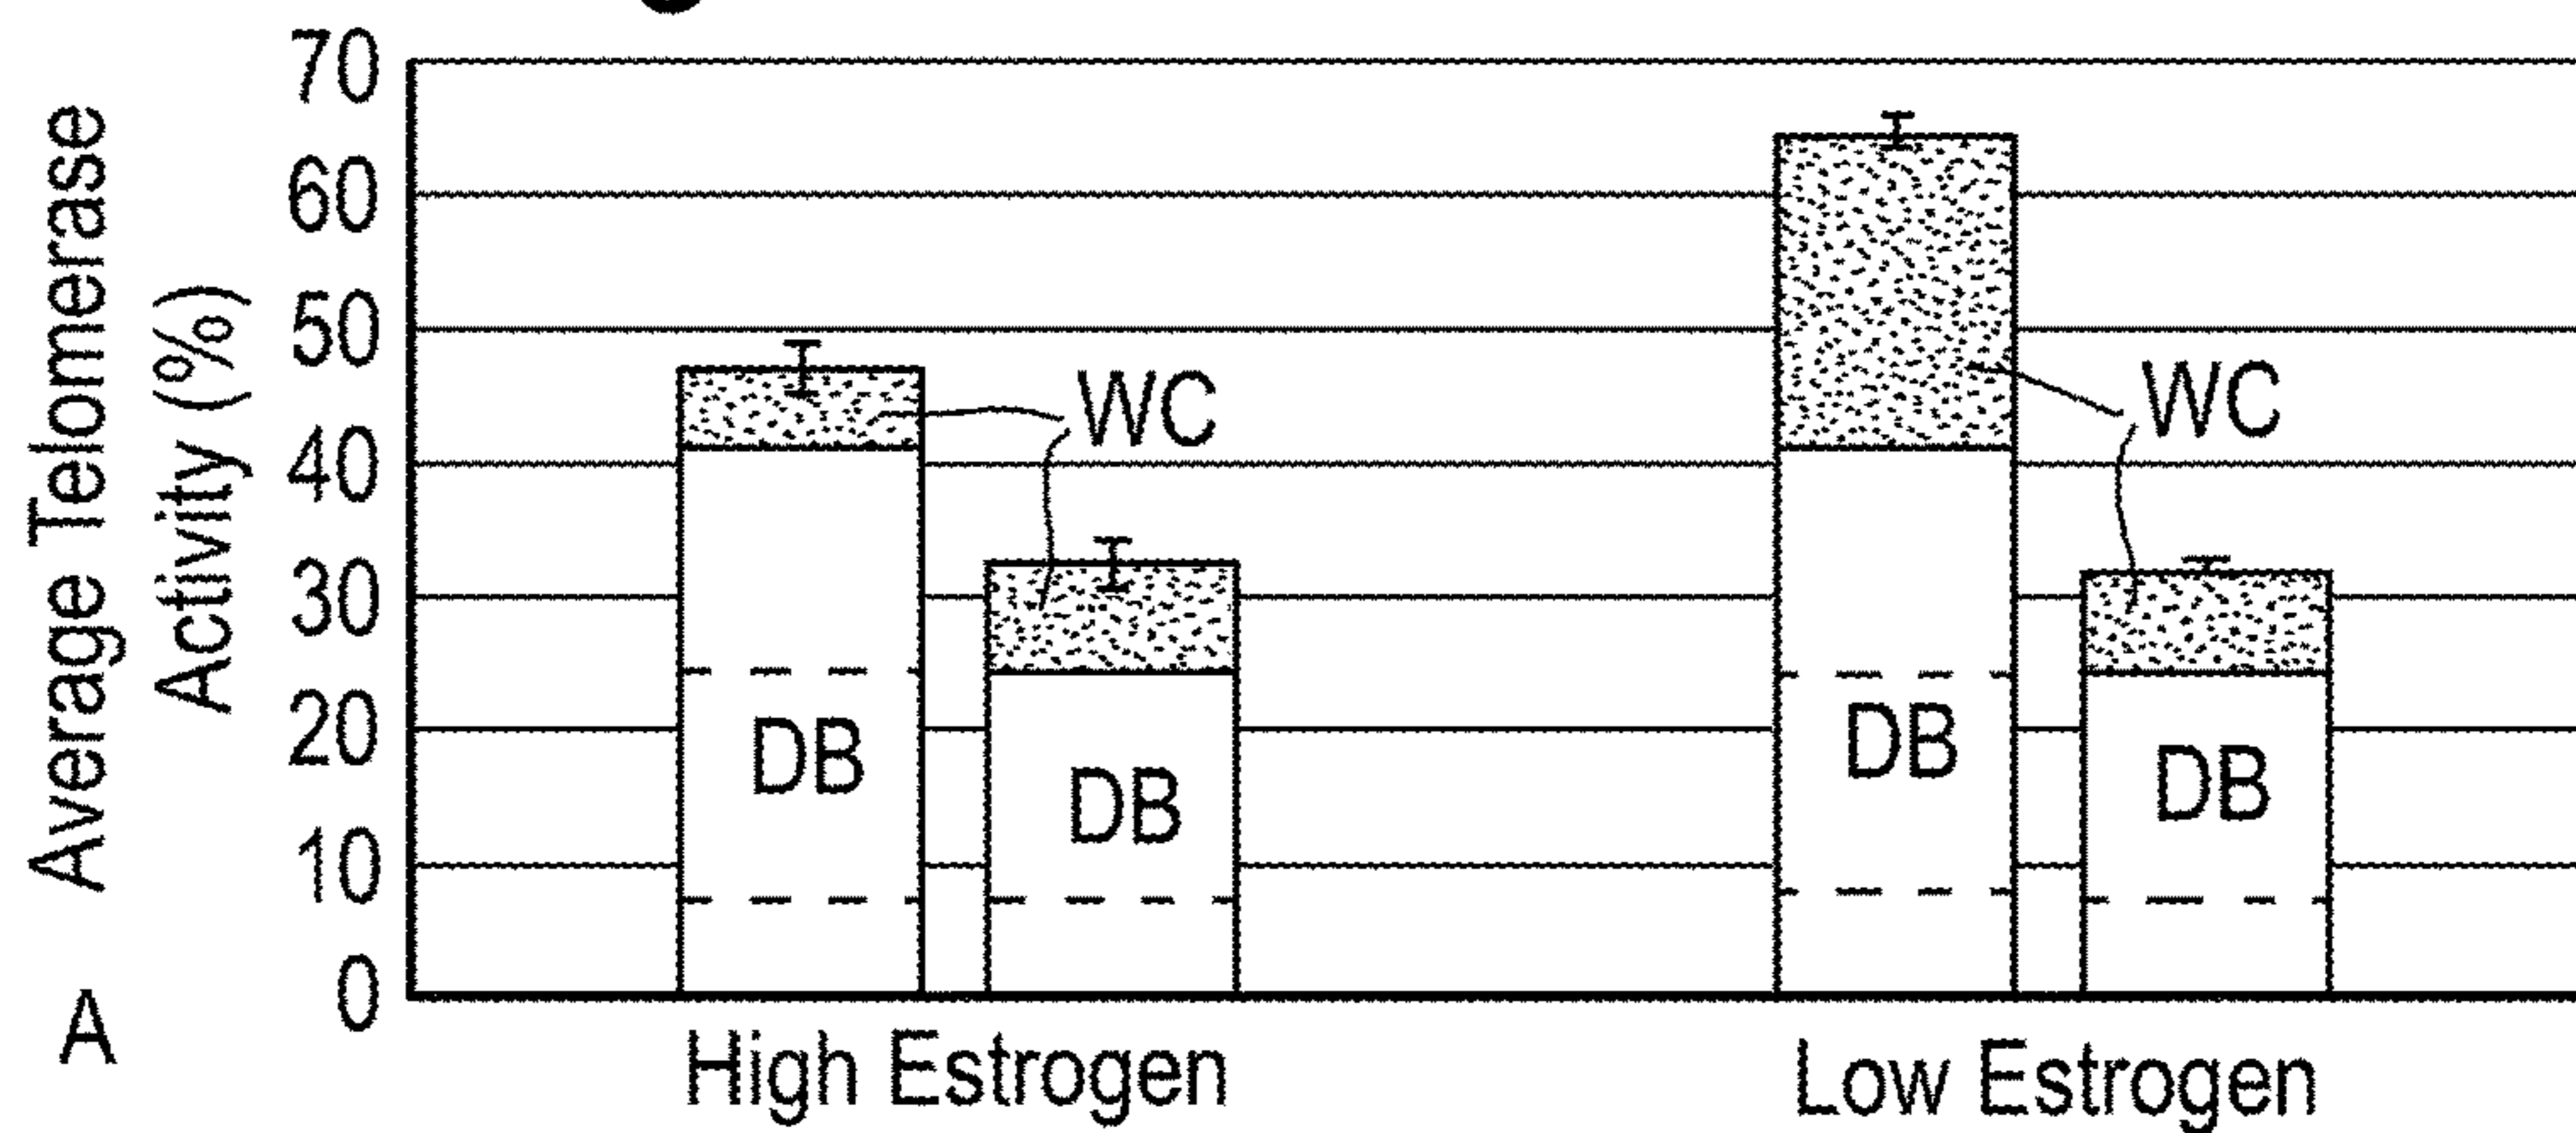 Average Telomerase
Activity (%)
70
60
50
40
30
20
10
0
WC
WC
DB
DB
DB
DB
A
High Estrogen
Low Estrogen